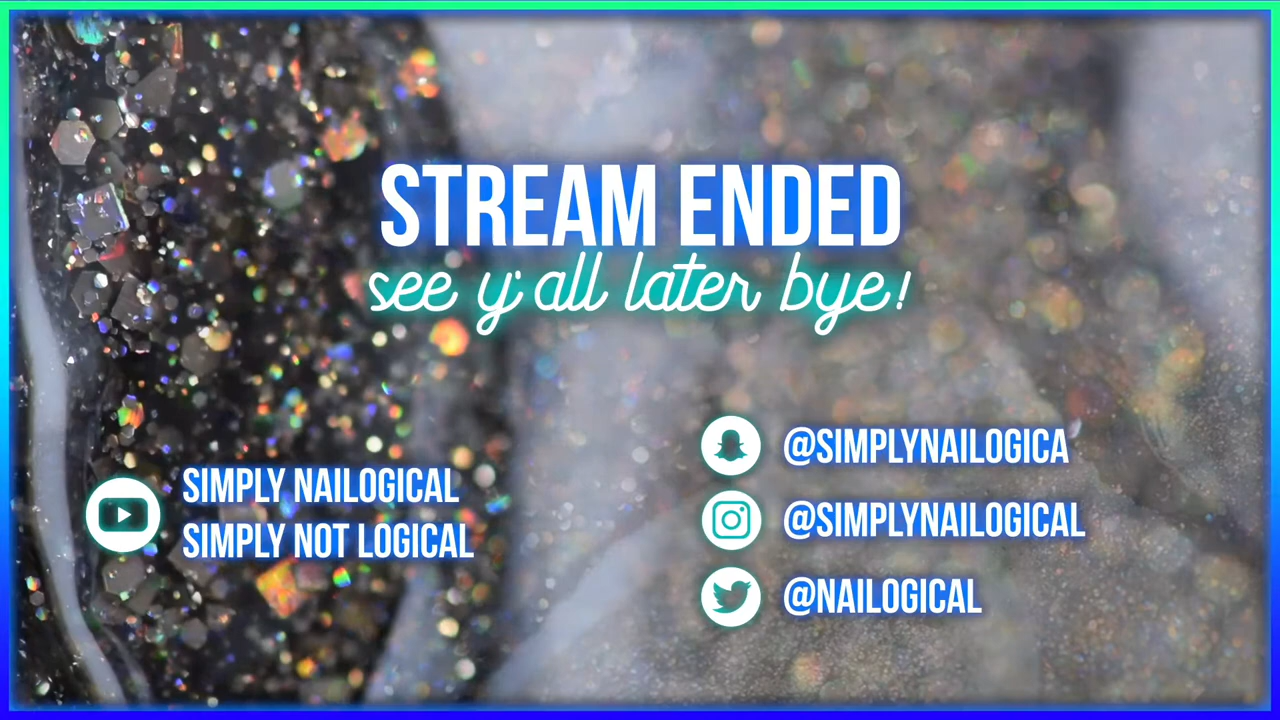 STREAM ENDED
see y'all later bye!
SIMPLY NAILOGICAL
SIMPLY NOT LOGICAL
@SIMPLYNAILOGICA
@SIMPLYNAILOGICAL
@NAILOGICAL